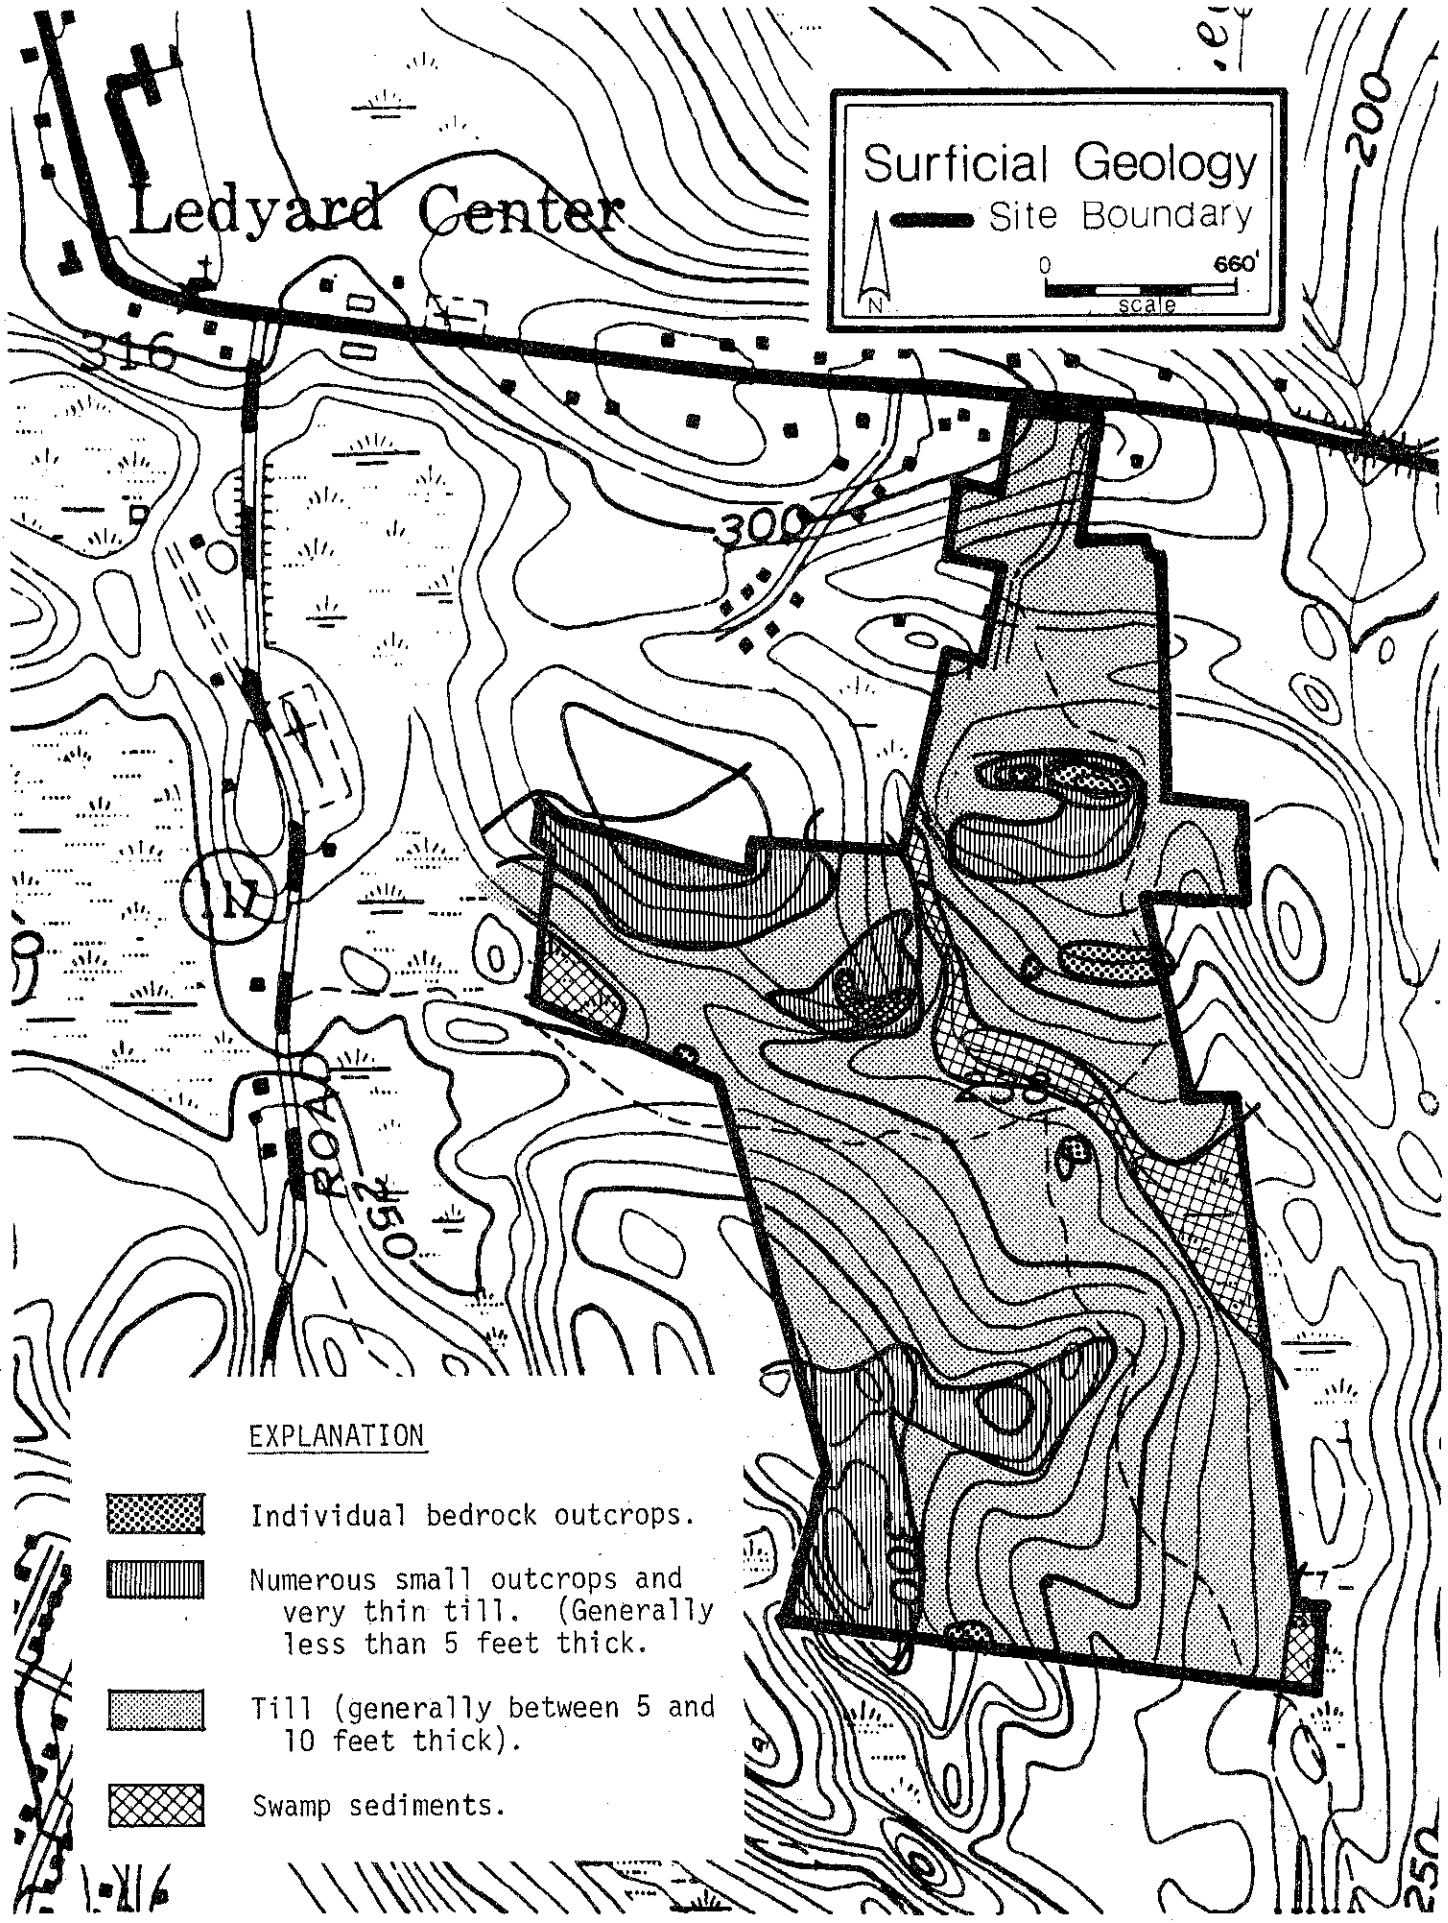 200
Surficial Geology
Site Boundary
0 660'
scale
N
Ledyard Center
316
300
117
ROAD
250
238
300
EXPLANATION
Individual bedrock outcrops.
Numerous small outcrops and
very thin till. (Generally
less than 5 feet thick.
Till (generally between 5 and
10 feet thick).
Swamp sediments.
250